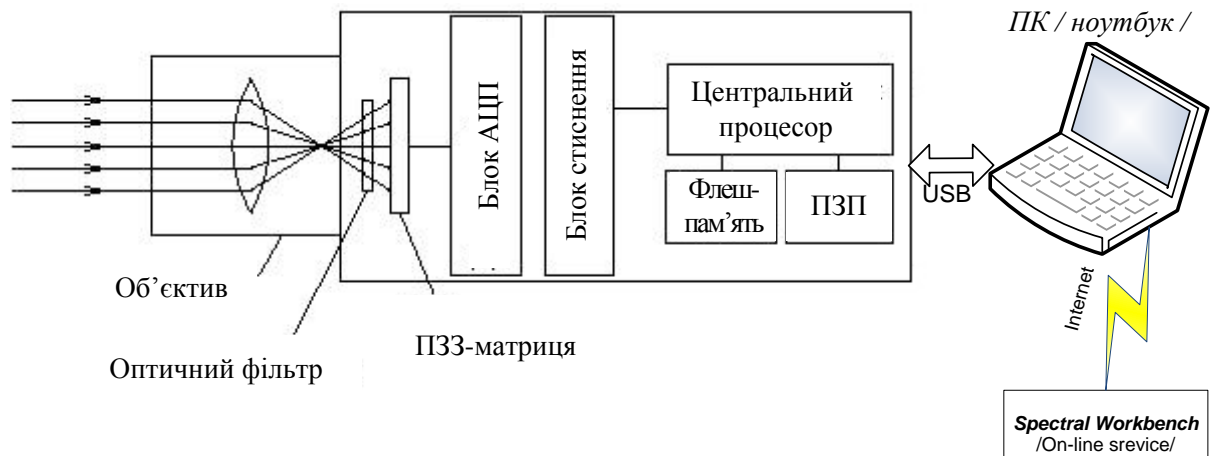 ПК / ноутбук /
Блок АЦП
Блок стиснення
Центральний
процесор
Флеш-
пам’ять
ПЗП
USB
Об’єктив
Оптичний фільтр
ПЗЗ-матриця
Internet
Spectral Workbench
/On-line srevice/